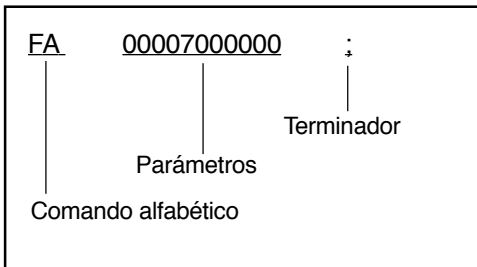 FA 00007000000 ;
Terminador
Parámetros
Comando alfabético